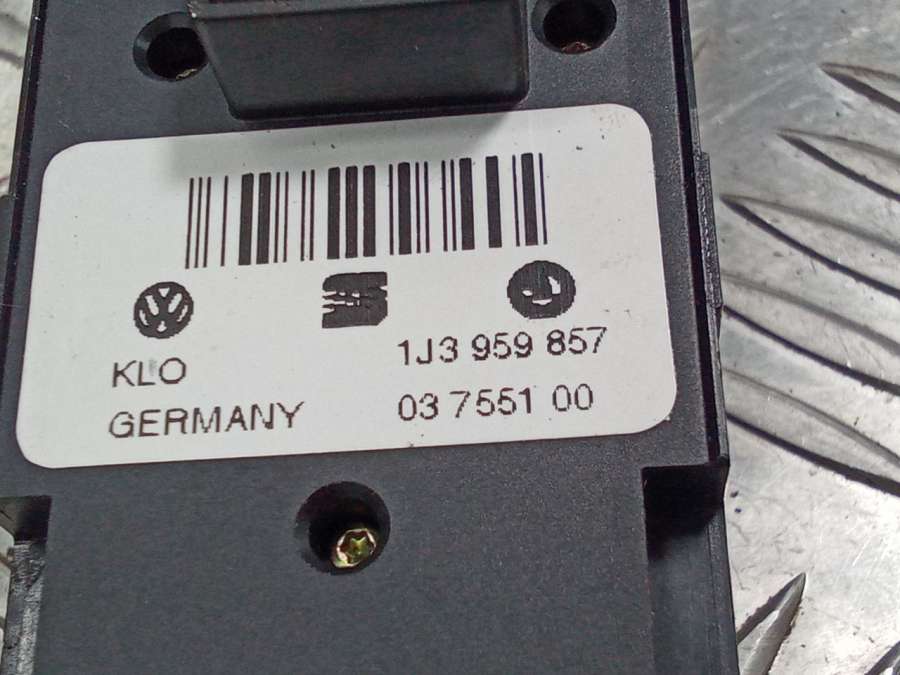 KLO
1J3 959 857
GERMANY
03 7551 00